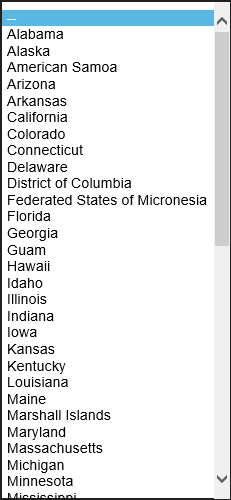 --
Alabama
Alaska
American Samoa
Arizona
Arkansas
California
Colorado
Connecticut
Delaware
District of Columbia
Federated States of Micronesia
Florida
Georgia
Guam
Hawaii
Idaho
Illinois
Indiana
Iowa
Kansas
Kentucky
Louisiana
Maine
Marshall Islands
Maryland
Massachusetts
Michigan
Minnesota
Mississippi